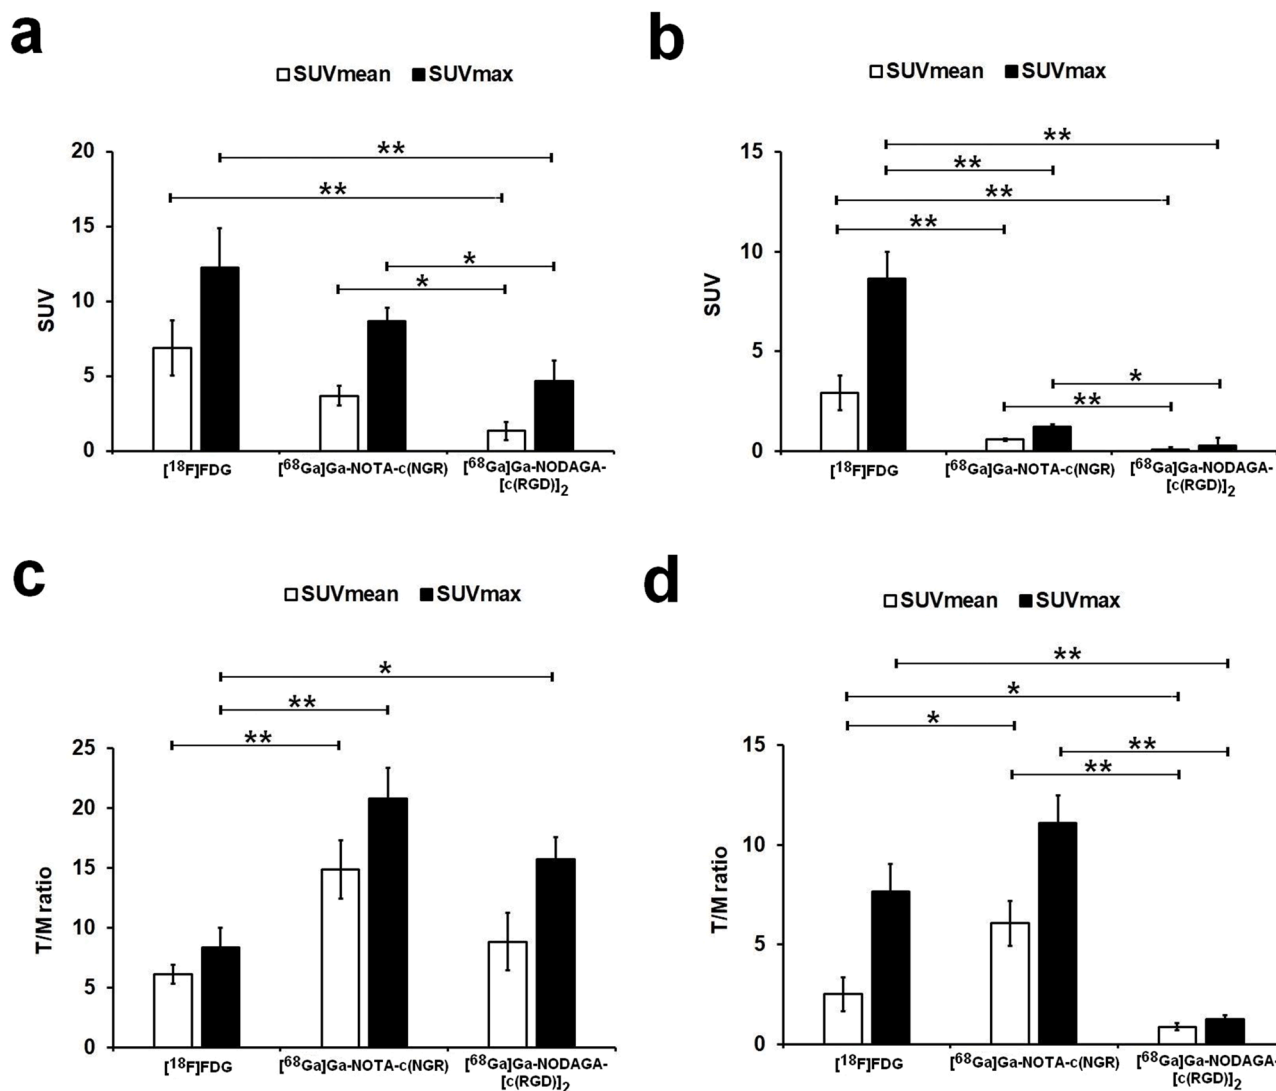 a
SUVmean SUVmax
** 
**
*
*
20
15
10
5
0
SUV
[18F]FDG [68Ga]Ga-NOTA-c(NGR) [68Ga]Ga-NODAGA-
[c(RGD)]2
b
SUVmean SUVmax
**
**
**
**
*
**
15
10
5
0
SUV
[18F]FDG [68Ga]Ga-NOTA-c(NGR) [68Ga]Ga-NODAGA-
[c(RGD)]2
c
SUVmean SUVmax
*
**
**
25
20
15
10
5
0
T/M ratio
[18F]FDG [68Ga]Ga-NOTA-c(NGR) [68Ga]Ga-NODAGA-
[c(RGD)]2
d
SUVmean SUVmax
**
*
*
**
**
15
10
5
0
T/M ratio
[18F]FDG [68Ga]Ga-NOTA-c(NGR) [68Ga]Ga-NODAGA-
[c(RGD)]2